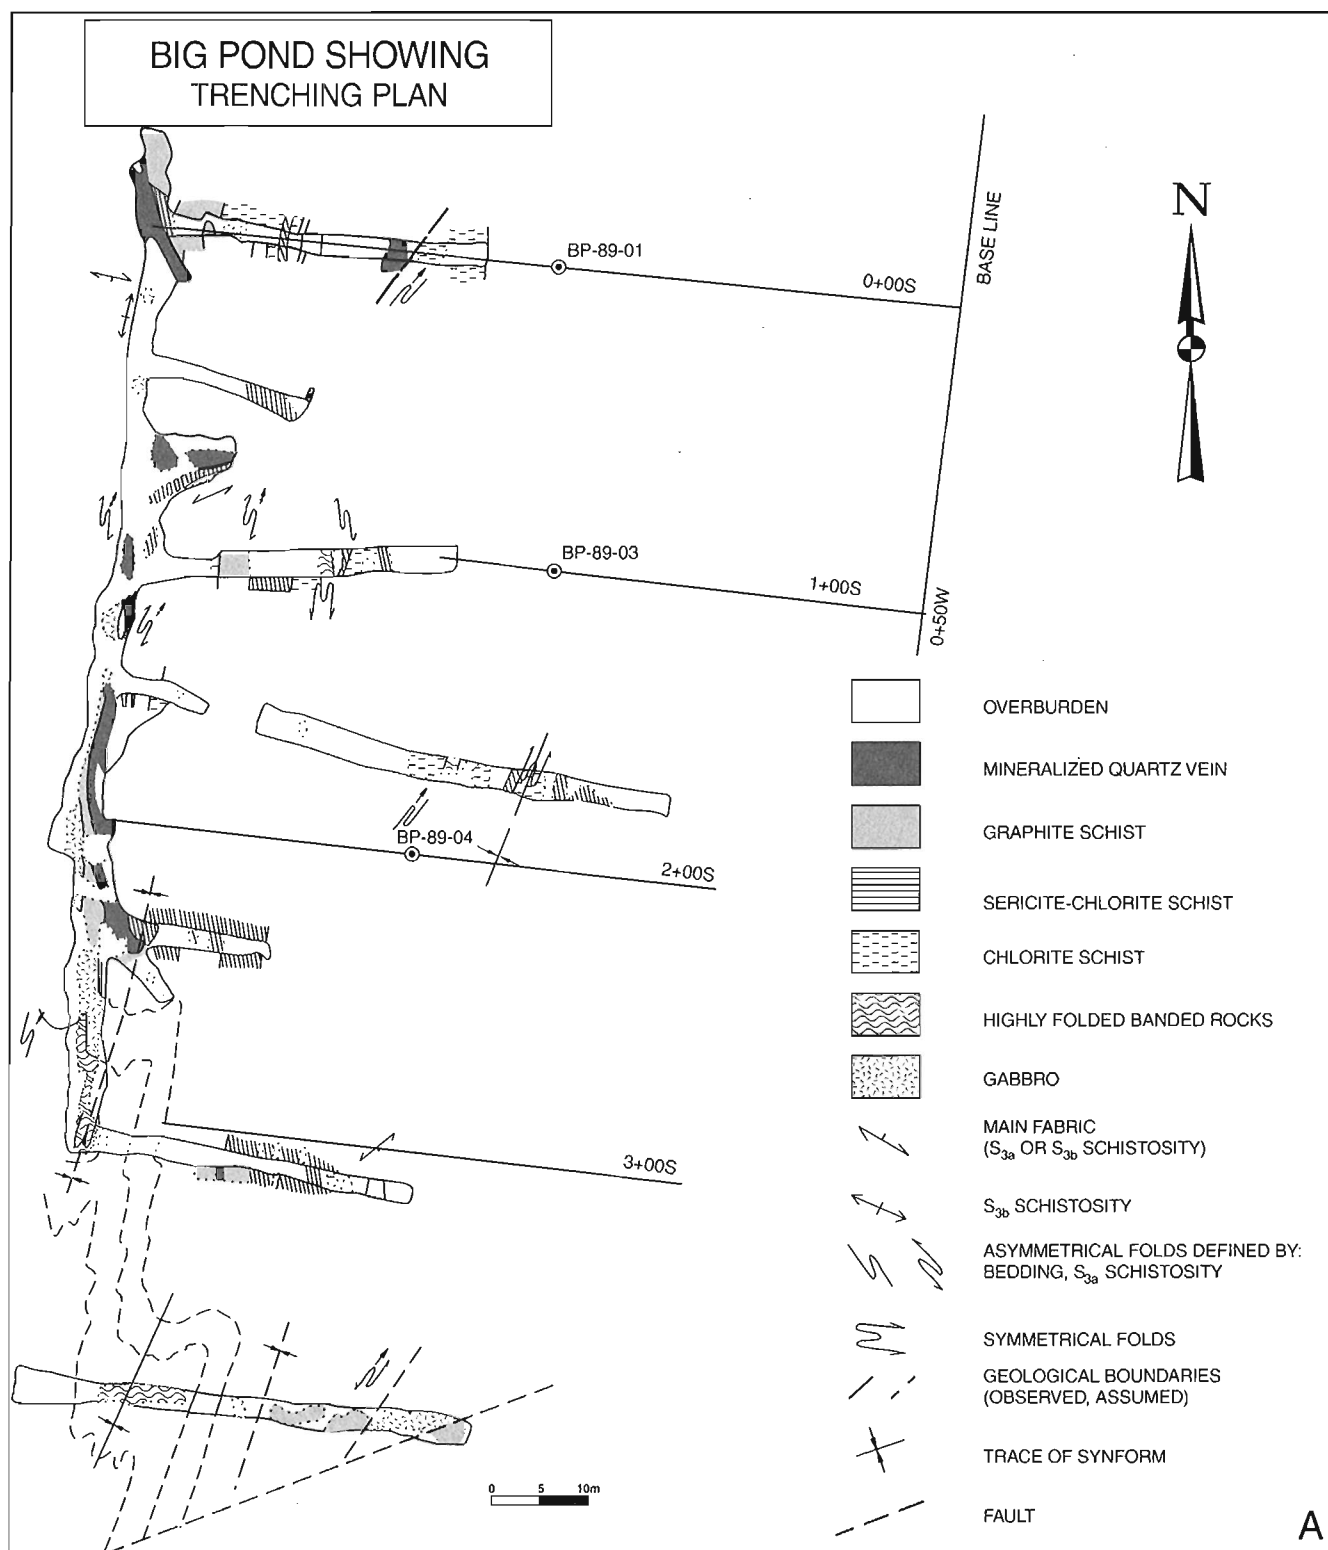 BIG POND SHOWING
TRENCHING PLAN
N
BASE LINE
BP-89-01
0+00S
BP-89-03
1+00S
0+50W
BP-89-04
2+00S
3+00S
OVERBURDEN
MINERALIZED QUARTZ VEIN
GRAPHITE SCHIST
SERICITE-CHLORITE SCHIST
CHLORITE SCHIST
HIGHLY FOLDED BANDED ROCKS
GABBRO
MAIN FABRIC
(S3a OR S3b SCHISTOSITY)
S3b SCHISTOSITY
ASYMMETRICAL FOLDS DEFINED BY:
BEDDING, S3a SCHISTOSITY
SYMMETRICAL FOLDS
GEOLOGICAL BOUNDARIES
(OBSERVED, ASSUMED)
TRACE OF SYNFORM
FAULT
0 5 10m
A